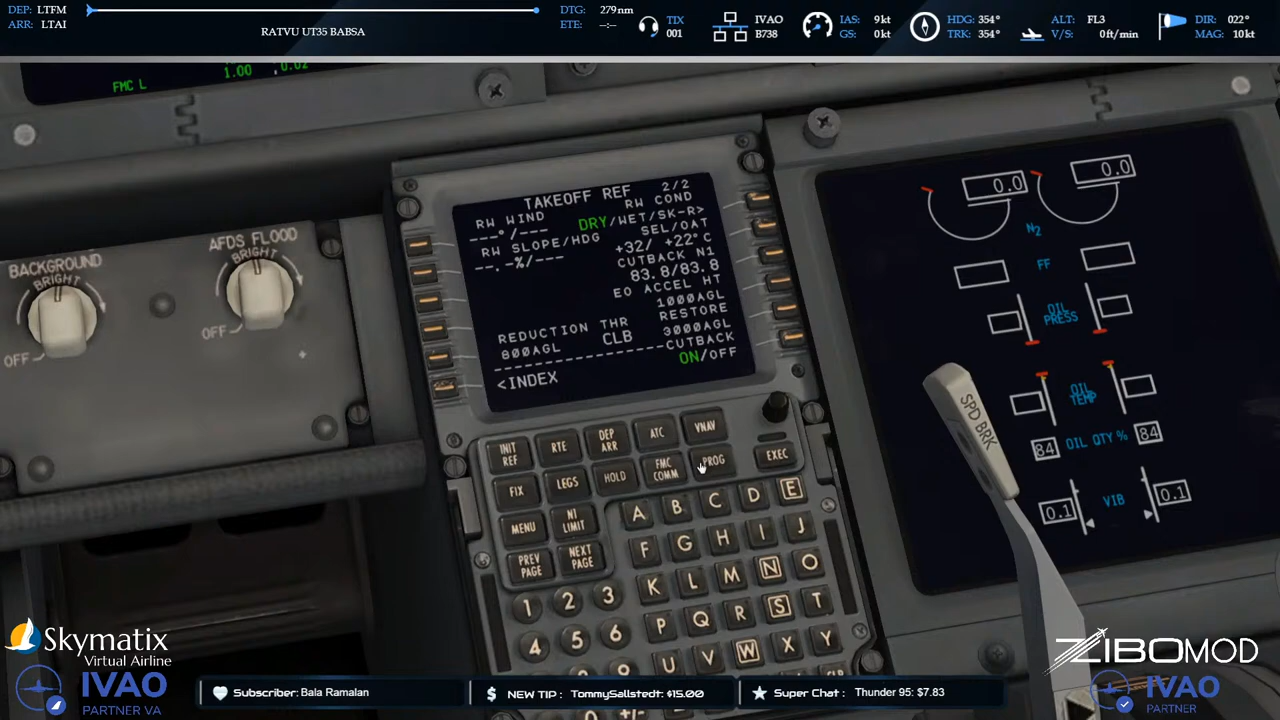 DEP: LTFM
ARR: LTAI
RATVU UT35 BABSA
DTG: 279nm
ETE: --:--
TIX
001
IVAO
B738
IAS: 9kt
GS: 0kt
HDG: 354°
TRK: 354°
ALT: FL3
V/S: 0ft/min
DIR: 022°
MAG: 10kt
FMC L
1.00 .0.02
TAKEOFF REF 2/2
RW WIND RW COND
---°/--- DRY/WET/SK-R>
RW SLOPE/HDG SEL/OAT
--.-%/--- +32/ +22°C
CUTBACK N1
83.8/83.8
EO ACCEL HT
1000AGL
REDUCTION THR RESTORE
800AGL CLB 3000AGL
--------------------CUTBACK
<INDEX ON/OFF
BACKGROUND
BRIGHT
OFF
AFDS FLOOD
BRIGHT
OFF
INIT REF
RTE
DEP ARR
ATC
VNAV
FIX
LEGS
HOLD
FMC COMM
PROG
EXEC
MENU
N1 LIMIT
PREV PAGE
NEXT PAGE
A B C D E
F G H I J
K L M N O
P Q R S T
U V W X Y
1 2 3
4 5 6
+/-
0.0 0.0
N2
FF
OIL PRESS
OIL TEMP
84 OIL QTY % 84
0.1 VIB 0.1
SPD BRK
Skymatix
Virtual Airline
IVAO
PARTNER VA
Subscriber: Bala Ramalan
NEW TIP : TommySallstedt: $15.00
Super Chat : Thunder 95: $7.83
ZIBOMOD
IVAO
PARTNER